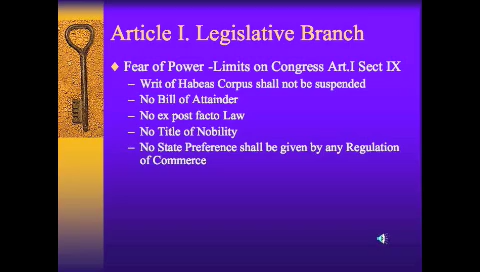 Article I. Legislative Branch
Fear of Power -Limits on Congress Art.I Sect IX
– Writ of Habeas Corpus shall not be suspended
– No Bill of Attainder
– No ex post facto Law
– No Title of Nobility
– No State Preference shall be given by any Regulation
of Commerce